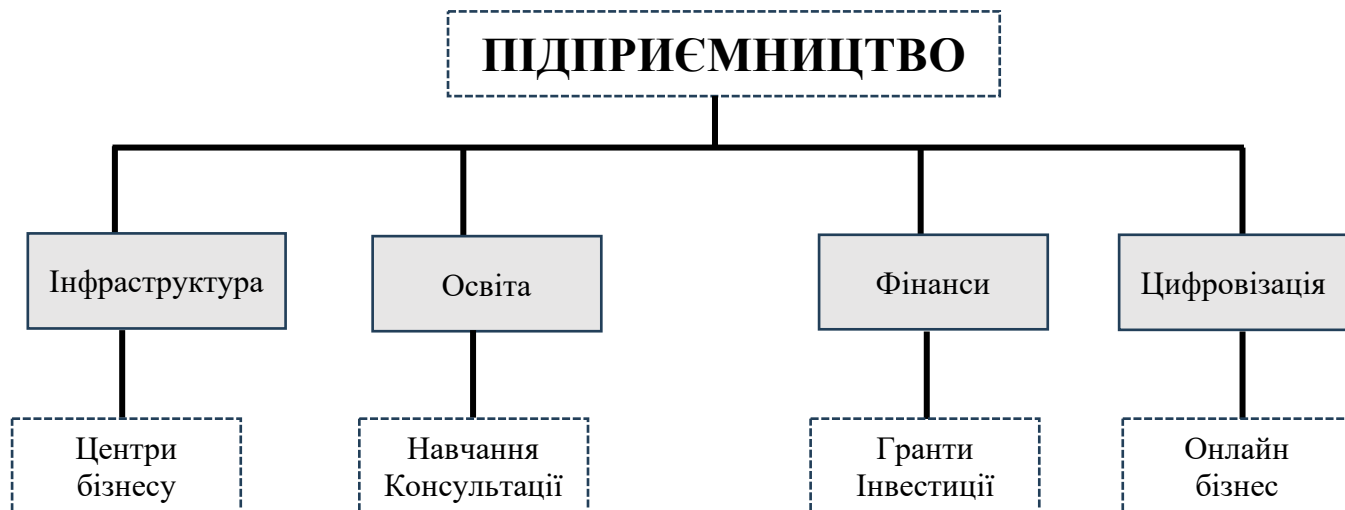 ПІДПРИЄМНИЦТВО
Інфраструктура
Освіта
Фінанси
Цифровізація
Центри
бізнесу
Навчання
Консультації
Гранти
Інвестиції
Онлайн
бізнес